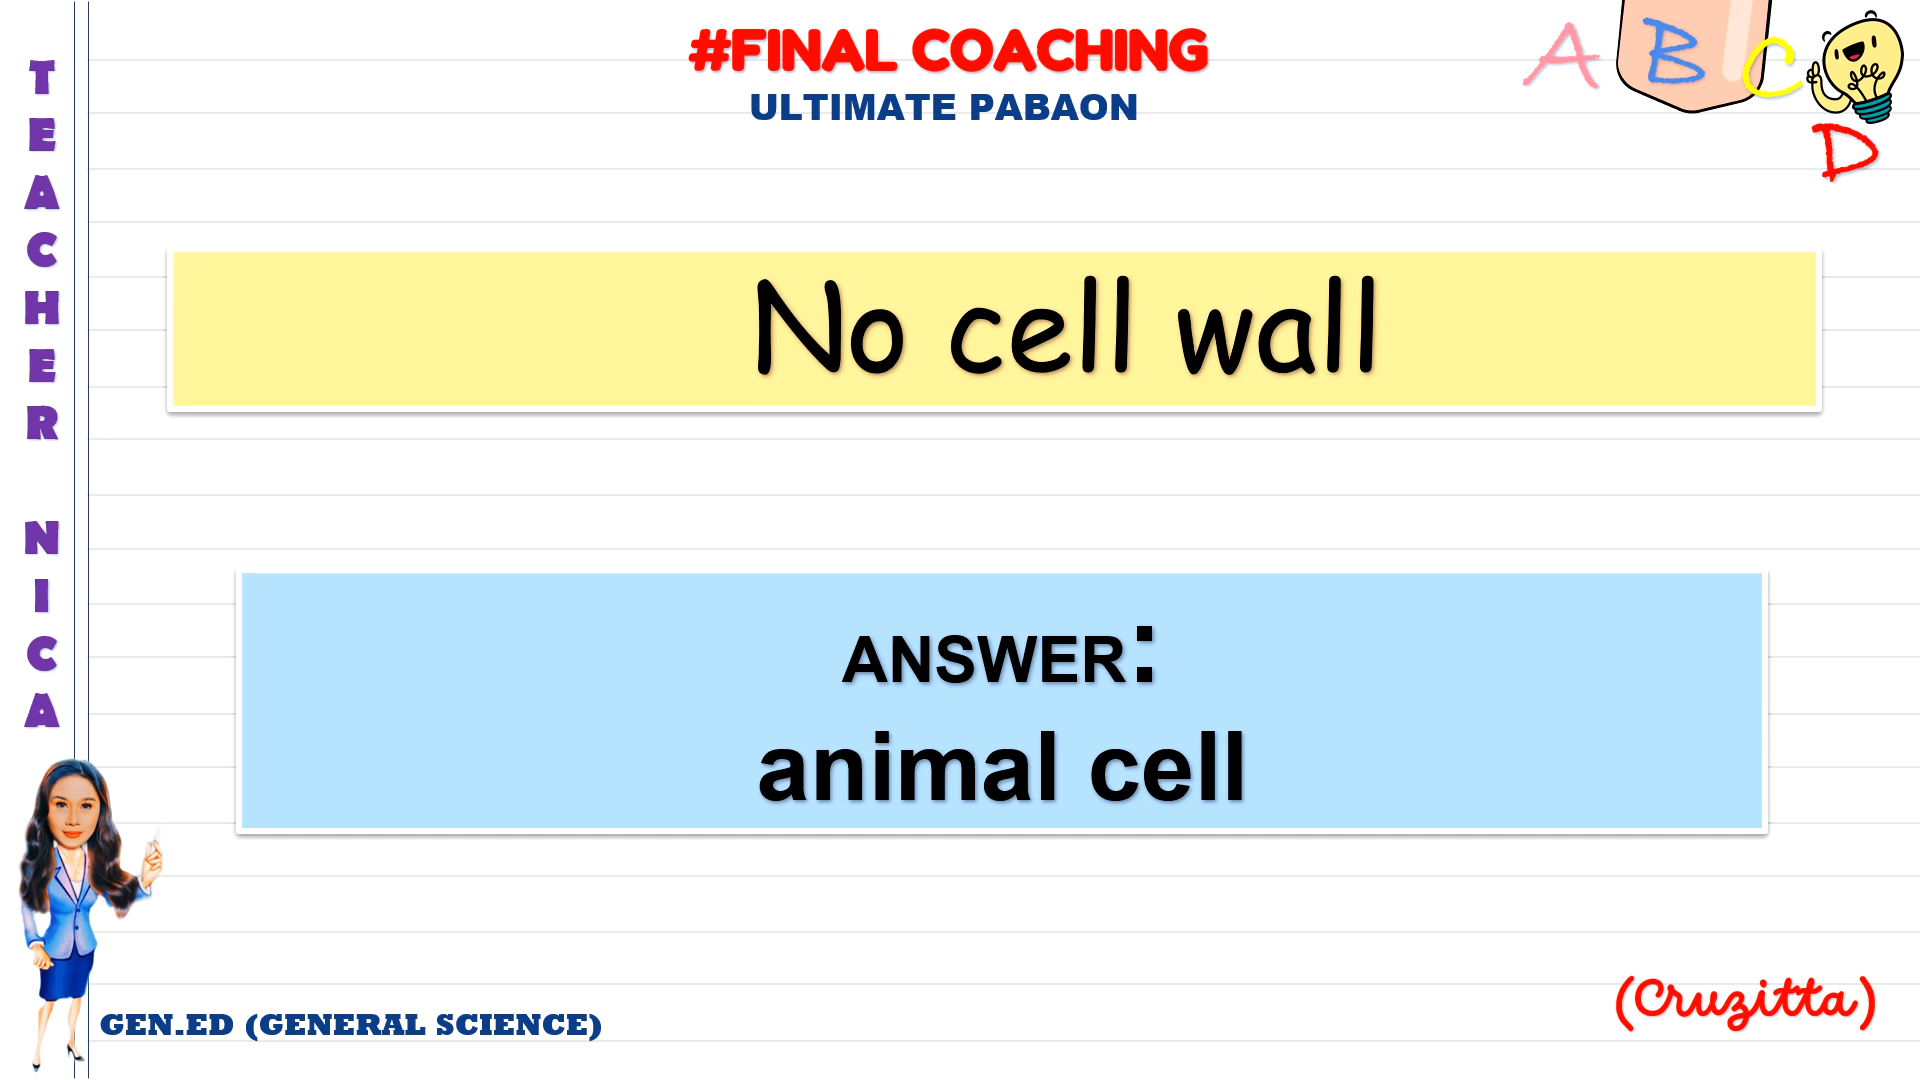 #FINAL COACHING
ULTIMATE PABAON
A B C
D
TEACHER NICA
No cell wall
ANSWER:
animal cell
GEN.ED (GENERAL SCIENCE)
(Cruzitta)